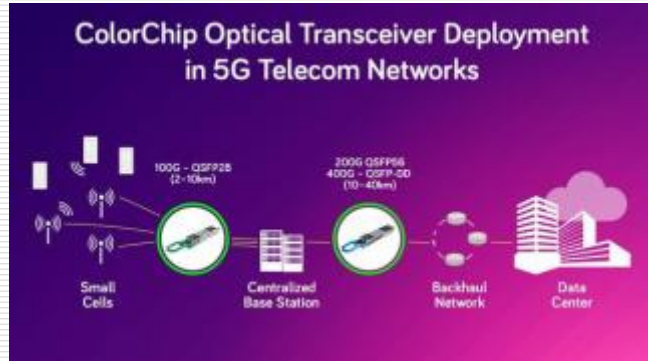 ColorChip Optical Transceiver Deployment
in 5G Telecom Networks
100G - QSFP28
(2-10km)
200G QSFP56
400G - QSFP-DD
(10-40km)
Small
Cells
Centralized
Base Station
Backhaul
Network
Data
Center